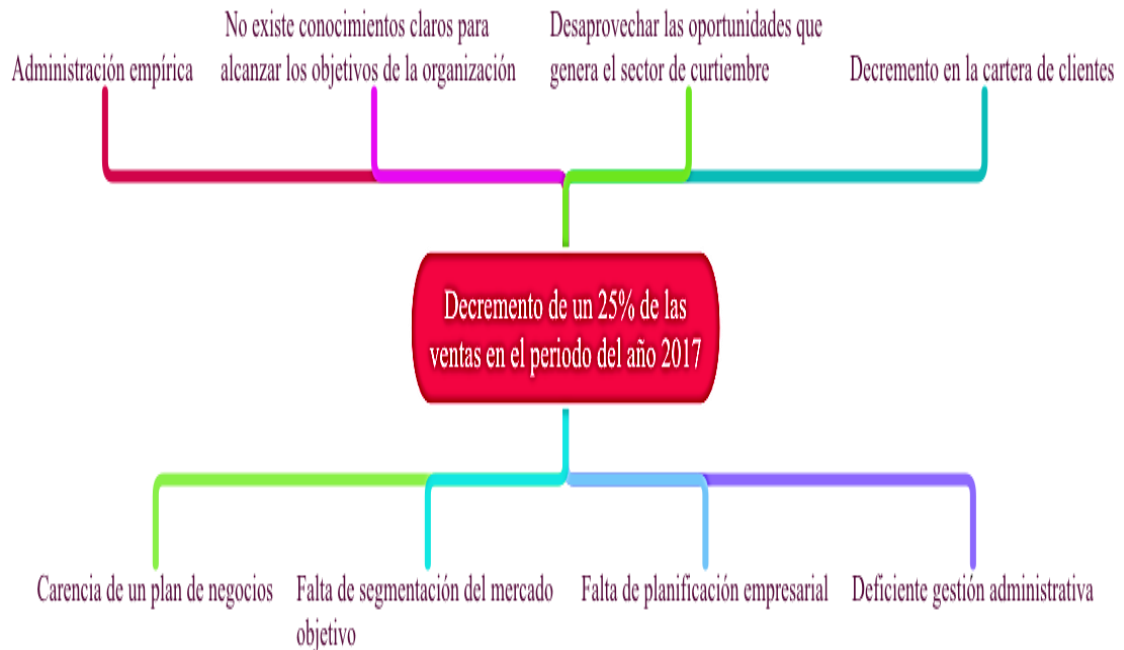 Administración empírica
No existe conocimientos claros para
alcanzar los objetivos de la organización
Desaprovechar las oportunidades que
genera el sector de curtiembre
Decremento en la cartera de clientes
Decremento de un 25% de las
ventas en el periodo del año 2017
Carencia de un plan de negocios
Falta de segmentación del mercado
objetivo
Falta de planificación empresarial
Deficiente gestión administrativa